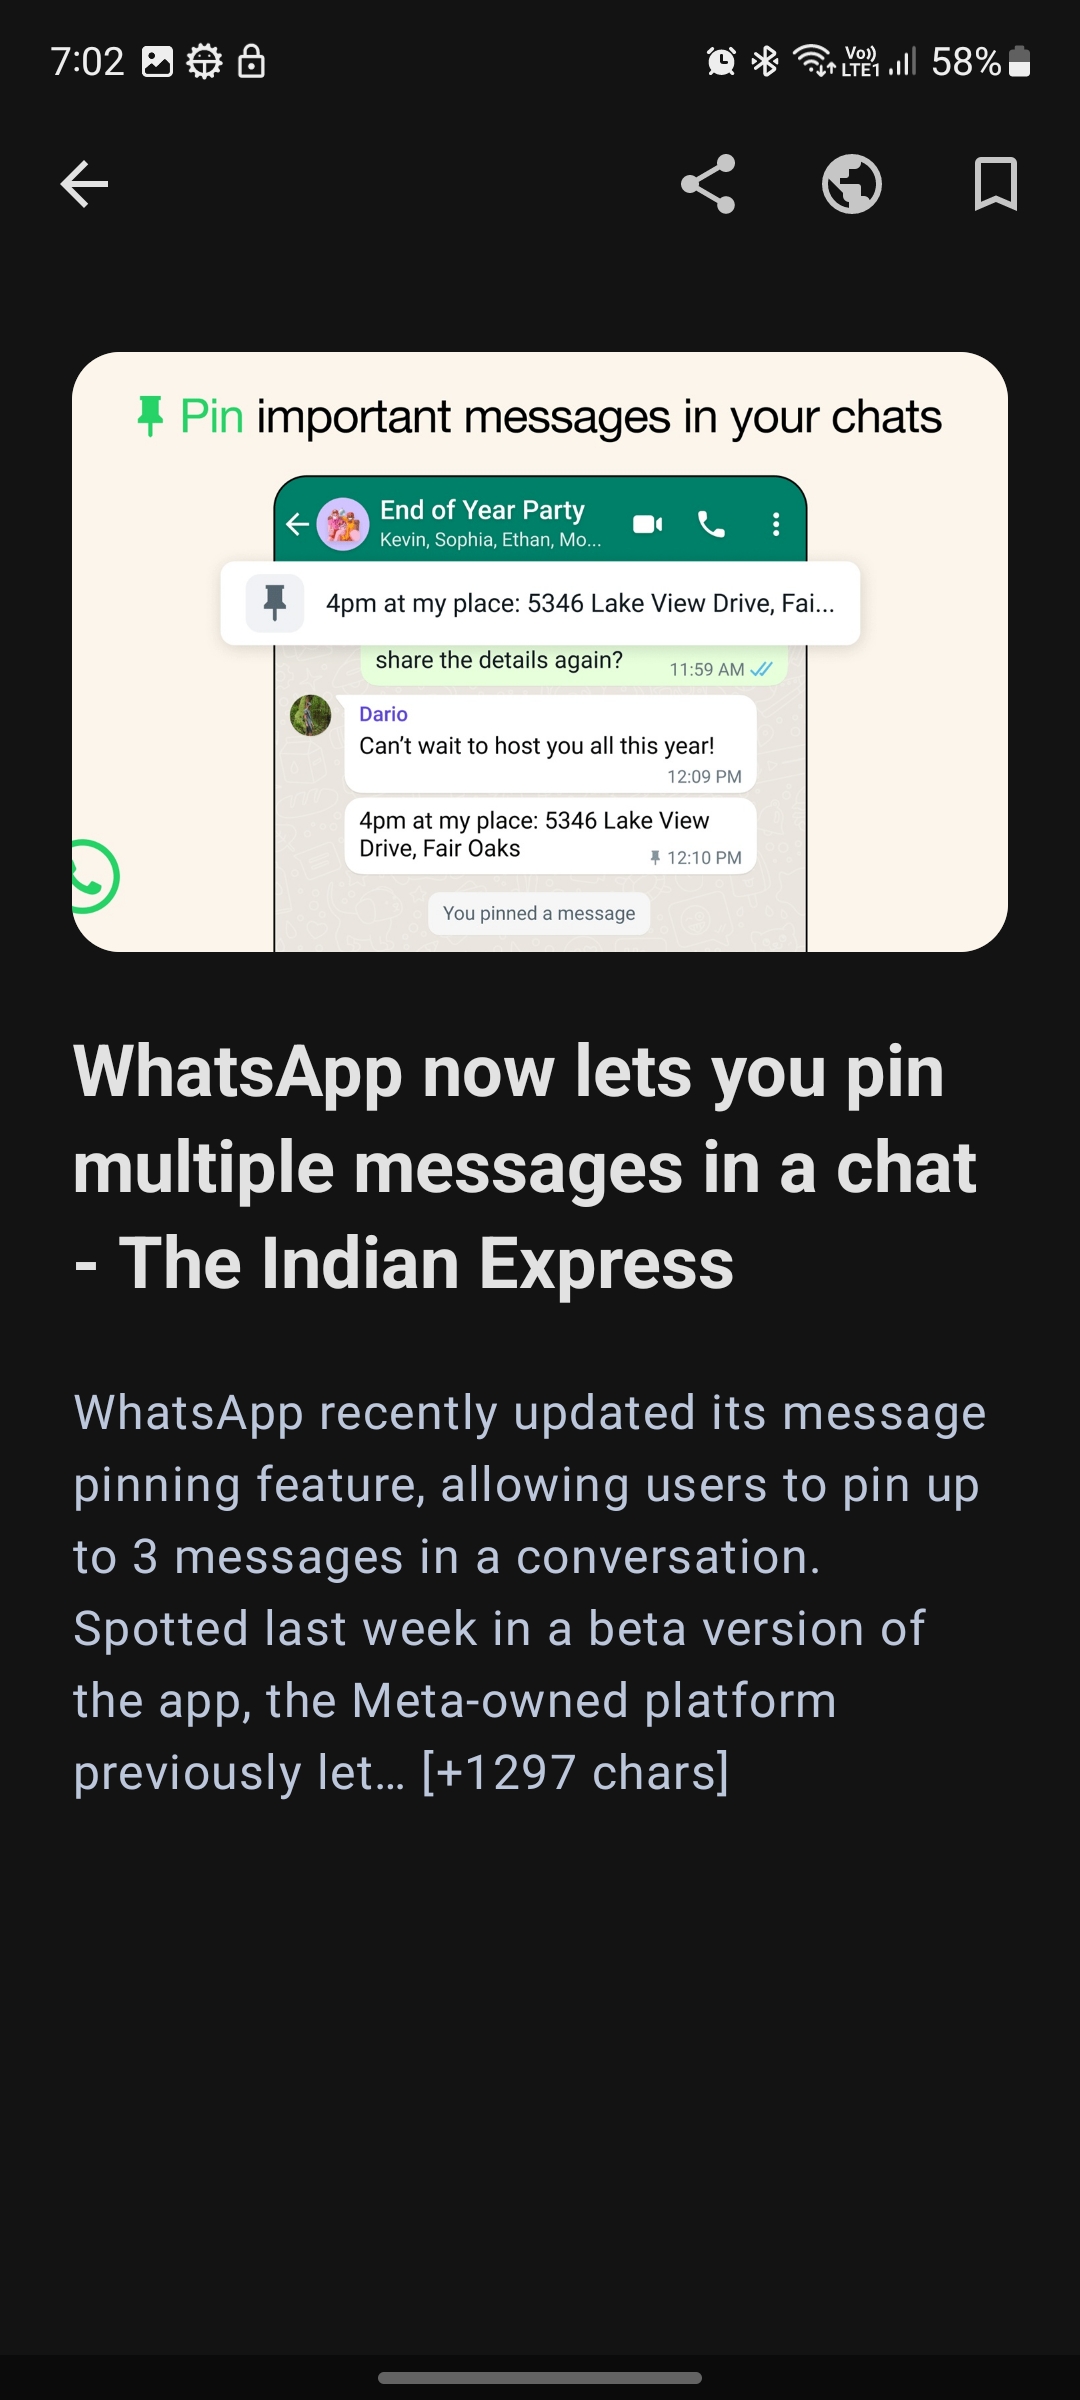 7:02
Vo))
LTE1
58%
Pin important messages in your chats
End of Year Party
Kevin, Sophia, Ethan, Mo...
4pm at my place: 5346 Lake View Drive, Fai...
share the details again?
11:59 AM
Dario
Can't wait to host you all this year!
12:09 PM
4pm at my place: 5346 Lake View
Drive, Fair Oaks
12:10 PM
You pinned a message
WhatsApp now lets you pin
multiple messages in a chat
- The Indian Express
WhatsApp recently updated its message
pinning feature, allowing users to pin up
to 3 messages in a conversation.
Spotted last week in a beta version of
the app, the Meta-owned platform
previously let… [+1297 chars]